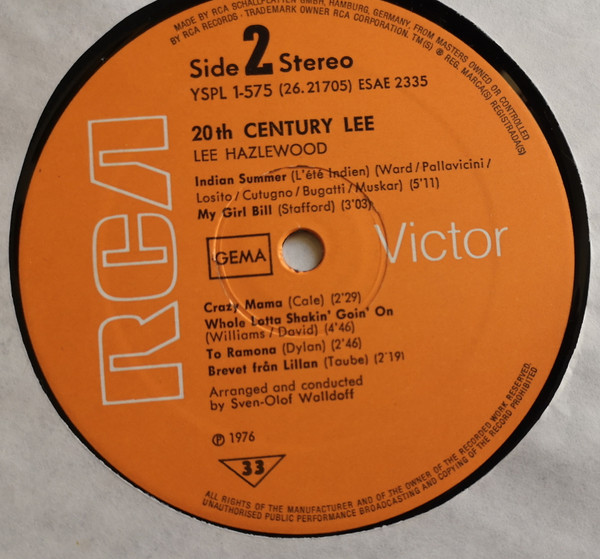 MADE BY RCA SCHALLPLATTEN GMBH, HAMBURG, GERMANY, FROM MASTERS OWNED OR CONTROLLED
BY RCA RECORDS · TRADEMARK OWNER RCA CORPORATION. TM(S) ® REG. MARCA(S) REGISTRADA(S)
Side 2 Stereo
YSPL 1-575 (26.21705) ESAE 2335
20th CENTURY LEE
LEE HAZLEWOOD
Indian Summer (L'été Indien) (Ward/Pallavicini/
Losito/Cutugno/Bugatti/Muskar) (5'11)
My Girl Bill (Stafford) (3'03)
RCA
GEMA
Victor
Crazy Mama (Cale) (2'29)
Whole Lotta Shakin' Goin' On
(Williams/David) (4'46)
To Ramona (Dylan) (2'46)
Brevet från Lillan (Taube) (2'19)
Arranged and conducted
by Sven-Olof Walldoff
℗ 1976
33
ALL RIGHTS OF THE MANUFACTURER AND OF THE OWNER OF THE RECORDED WORK RESERVED.
UNAUTHORISED PUBLIC PERFORMANCE BROADCASTING AND COPYING OF THE RECORD PROHIBITED